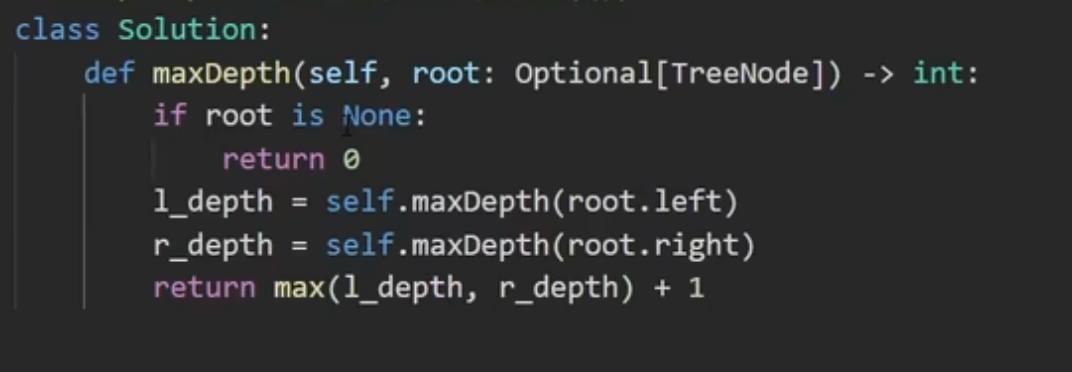 class Solution:
    def maxDepth(self, root: Optional[TreeNode]) -> int:
        if root is None:
            return 0
        l_depth = self.maxDepth(root.left)
        r_depth = self.maxDepth(root.right)
        return max(l_depth, r_depth) + 1